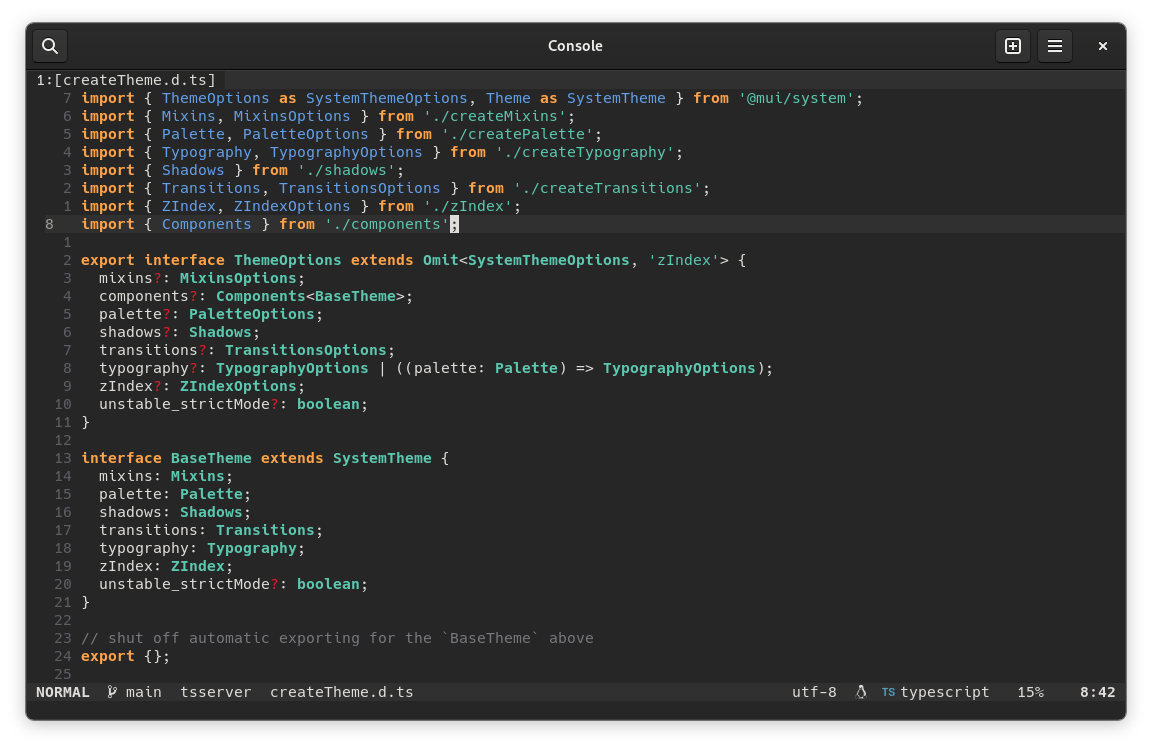 Console
1:[createTheme.d.ts]
7 import { ThemeOptions as SystemThemeOptions, Theme as SystemTheme } from '@mui/system';
6 import { Mixins, MixinsOptions } from './createMixins';
5 import { Palette, PaletteOptions } from './createPalette';
4 import { Typography, TypographyOptions } from './createTypography';
3 import { Shadows } from './shadows';
2 import { Transitions, TransitionsOptions } from './createTransitions';
1 import { ZIndex, ZIndexOptions } from './zIndex';
8 import { Components } from './components';
1
2 export interface ThemeOptions extends Omit<SystemThemeOptions, 'zIndex'> {
3   mixins?: MixinsOptions;
4   components?: Components<BaseTheme>;
5   palette?: PaletteOptions;
6   shadows?: Shadows;
7   transitions?: TransitionsOptions;
8   typography?: TypographyOptions | ((palette: Palette) => TypographyOptions);
9   zIndex?: ZIndexOptions;
10   unstable_strictMode?: boolean;
11 }
12
13 interface BaseTheme extends SystemTheme {
14   mixins: Mixins;
15   palette: Palette;
16   shadows: Shadows;
17   transitions: Transitions;
18   typography: Typography;
19   zIndex: ZIndex;
20   unstable_strictMode?: boolean;
21 }
22
23 // shut off automatic exporting for the `BaseTheme` above
24 export {};
25
NORMAL main tsserver createTheme.d.ts utf-8 TS typescript 15% 8:42